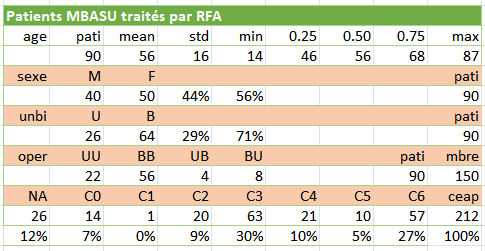 Patients MBASU traités par RFA
age pati mean std min 0.25 0.50 0.75 max
90 56 16 14 46 56 68 87
sexe M F pati
40 50 44% 56% 90
unbi U B pati
26 64 29% 71% 90
oper UU BB UB BU pati mbre
22 56 4 8 90 150
NA C0 C1 C2 C3 C4 C5 C6 ceap
26 14 1 20 63 21 10 57 212
12% 7% 0% 9% 30% 10% 5% 27% 100%